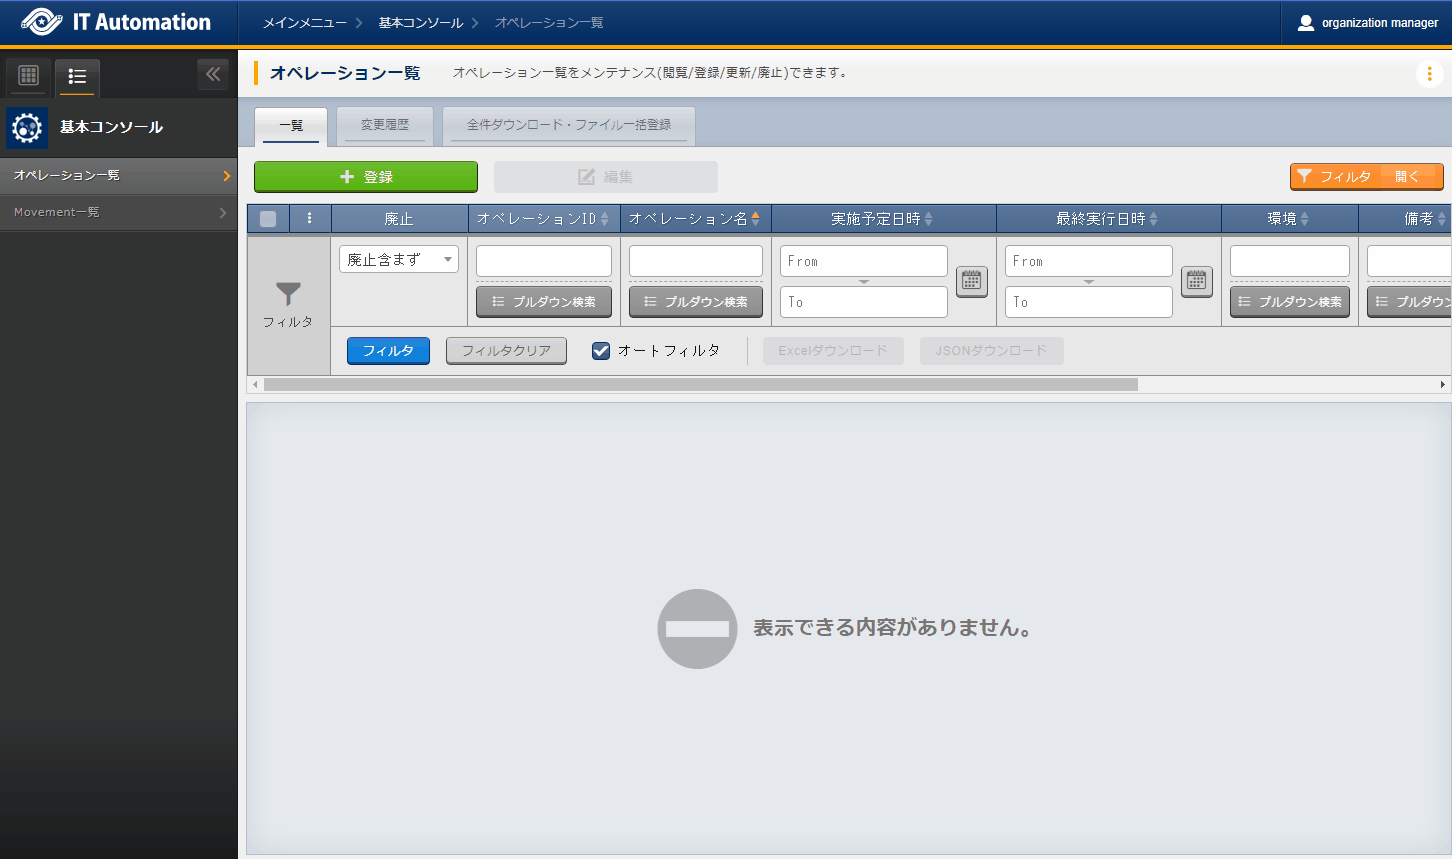 IT Automation
メインメニュー
基本コンソール
オペレーション一覧
organization manager
基本コンソール
オペレーション一覧
Movement一覧
オペレーション一覧
オペレーション一覧をメンテナンス(閲覧/登録/更新/廃止)できます。
一覧
変更履歴
全件ダウンロード・ファイル一括登録
登録
編集
フィルタ 開く
廃止
オペレーションID
オペレーション名
実施予定日時
最終実行日時
環境
備考
フィルタ
廃止含まず
プルダウン検索
プルダウン検索
From
To
From
To
プルダウン検索
プルダウン
フィルタ
フィルタクリア
オートフィルタ
Excelダウンロード
JSONダウンロード
表示できる内容がありません。